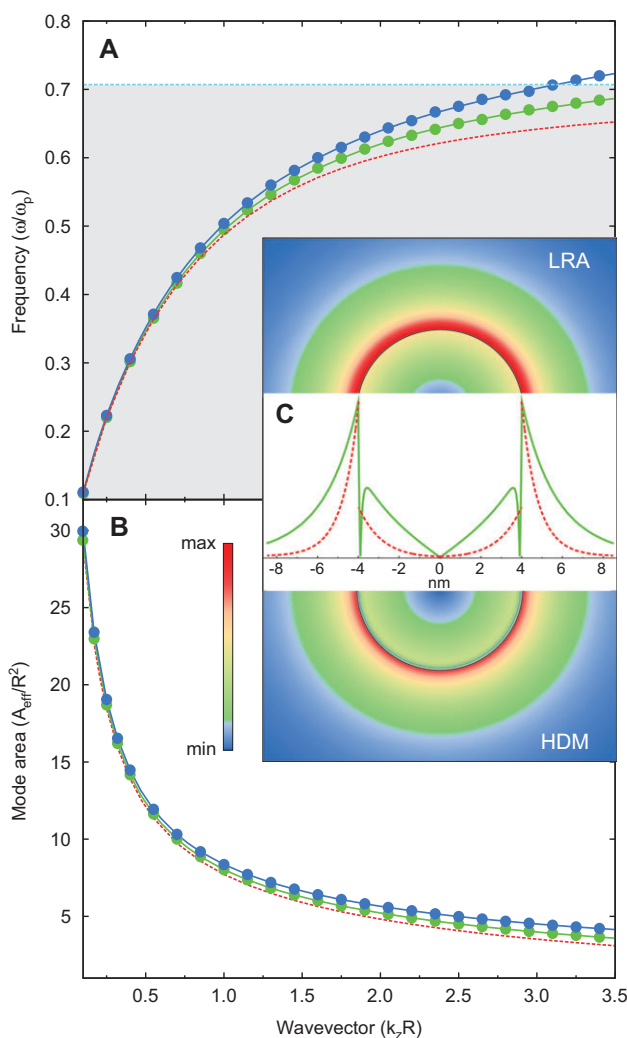 A
0.8
0.7
0.6
0.5
0.4
0.3
0.2
0.1
Frequency (ω/ωp)
LRA
C
-8 -6 -4 -2 0 2 4 6 8
nm
HDM
B
max
min
30
25
20
15
10
5
Mode area (Aeff/R²)
0.5 1.0 1.5 2.0 2.5 3.0 3.5
Wavevector (kzR)